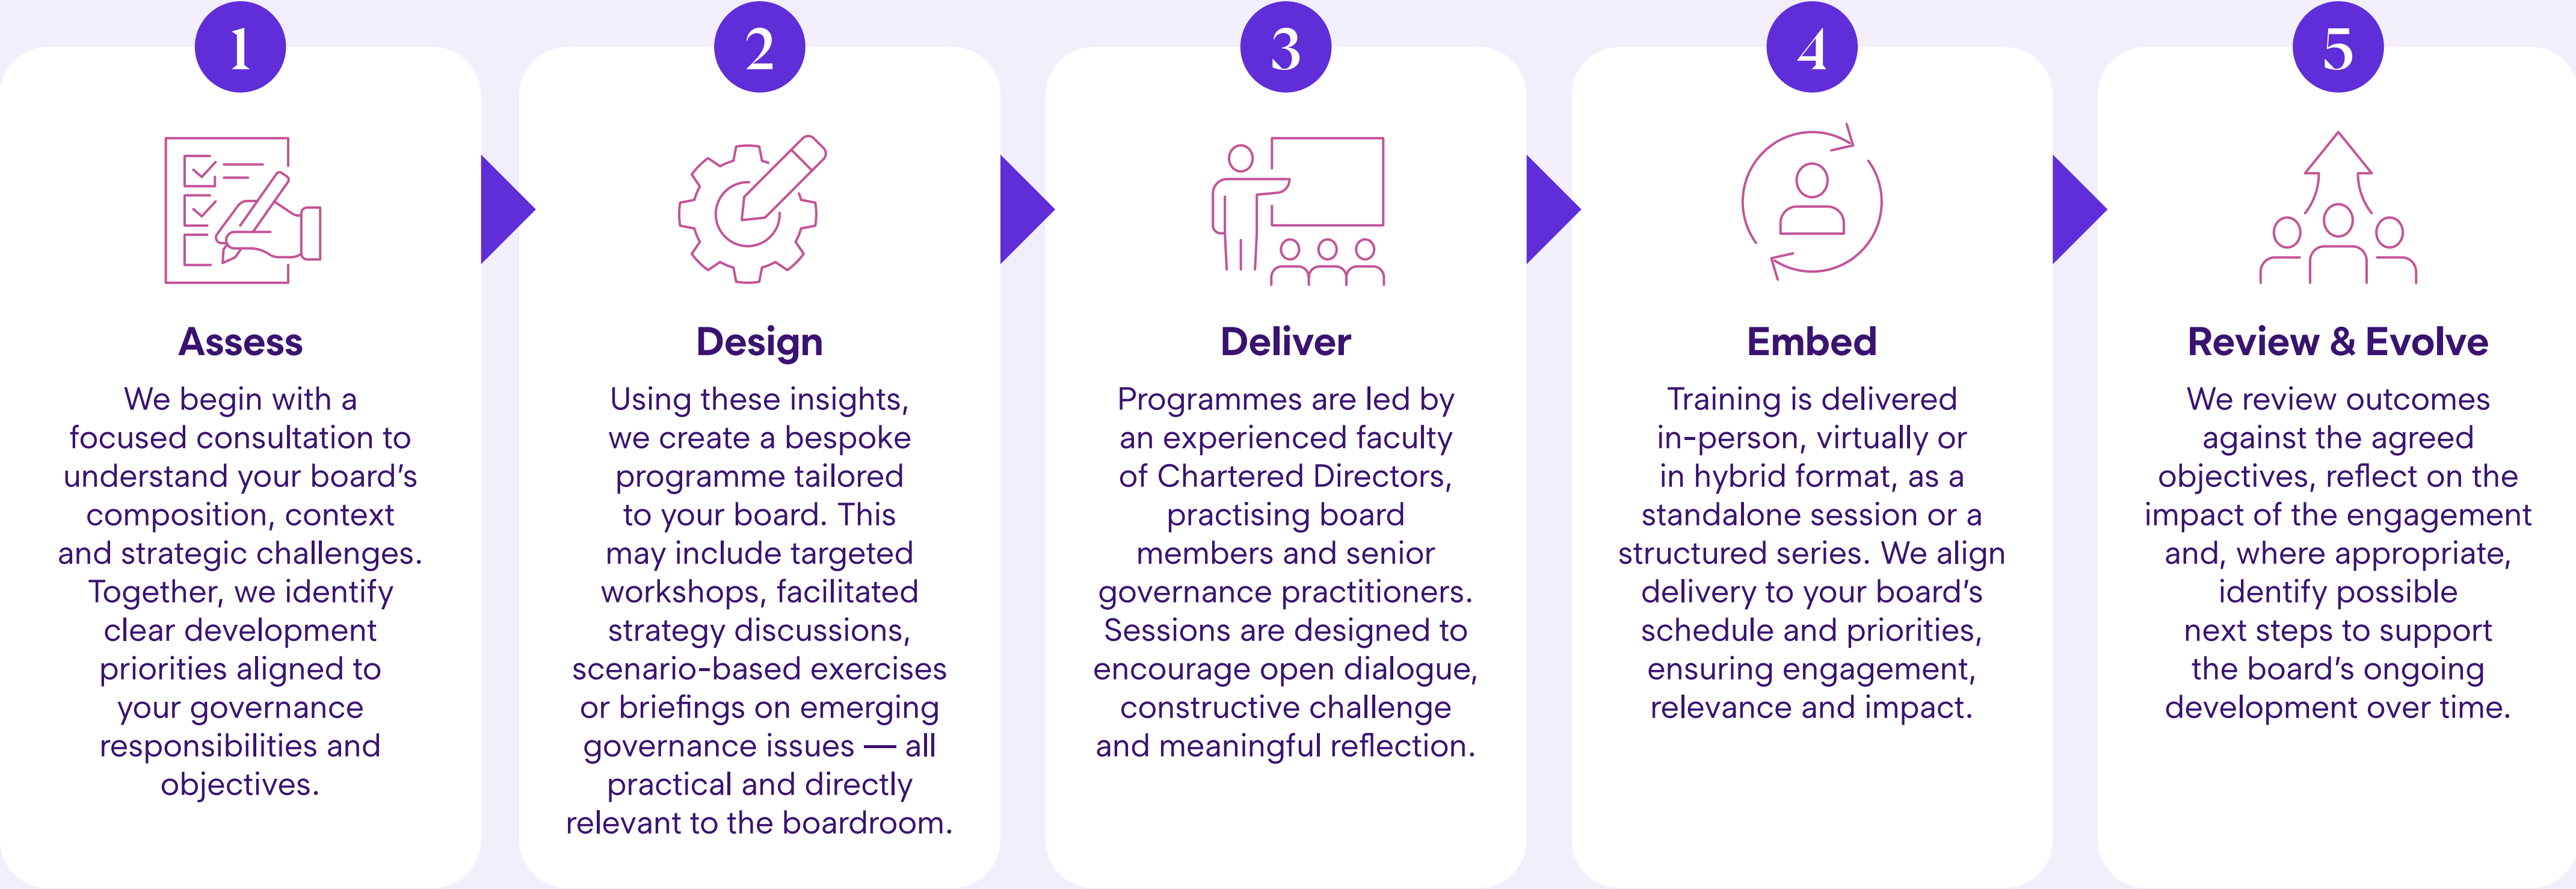 1
Assess
We begin with a
focused consultation to
understand your board's
composition, context
and strategic challenges.
Together, we identify
clear development
priorities aligned to
your governance
responsibilities and
objectives.
2
Design
Using these insights,
we create a bespoke
programme tailored
to your board. This
may include targeted
workshops, facilitated
strategy discussions,
scenario-based exercises
or briefings on emerging
governance issues — all
practical and directly
relevant to the boardroom.
3
Deliver
Programmes are led by
an experienced faculty
of Chartered Directors,
practising board
members and senior
governance practitioners.
Sessions are designed to
encourage open dialogue,
constructive challenge
and meaningful reflection.
4
Embed
Training is delivered
in-person, virtually or
in hybrid format, as a
standalone session or a
structured series. We align
delivery to your board's
schedule and priorities,
ensuring engagement,
relevance and impact.
5
Review & Evolve
We review outcomes
against the agreed
objectives, reflect on the
impact of the engagement
and, where appropriate,
identify possible
next steps to support
the board's ongoing
development over time.